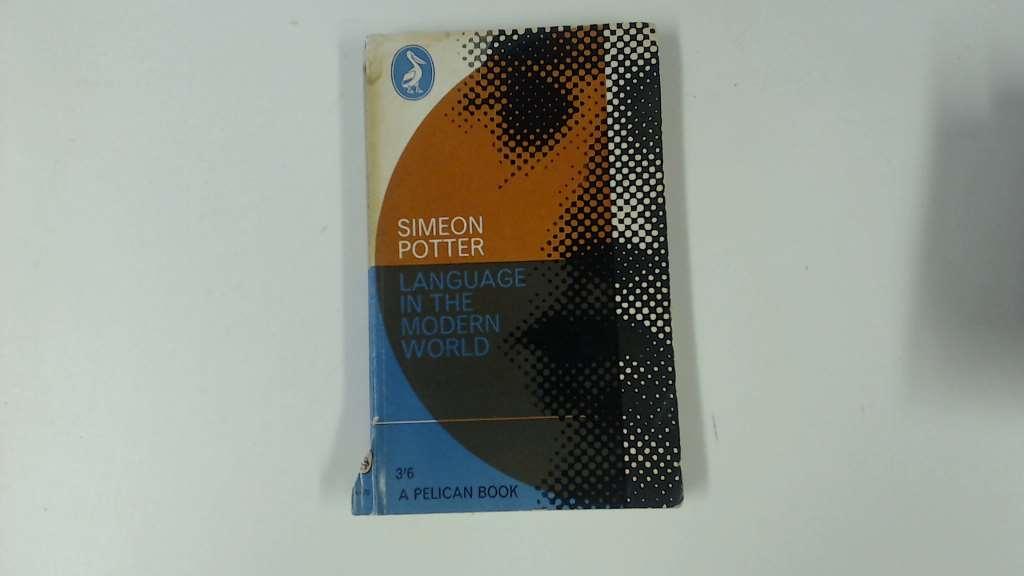 SIMEON
POTTER
LANGUAGE
IN THE
MODERN
WORLD
3'6
A PELICAN BOOK